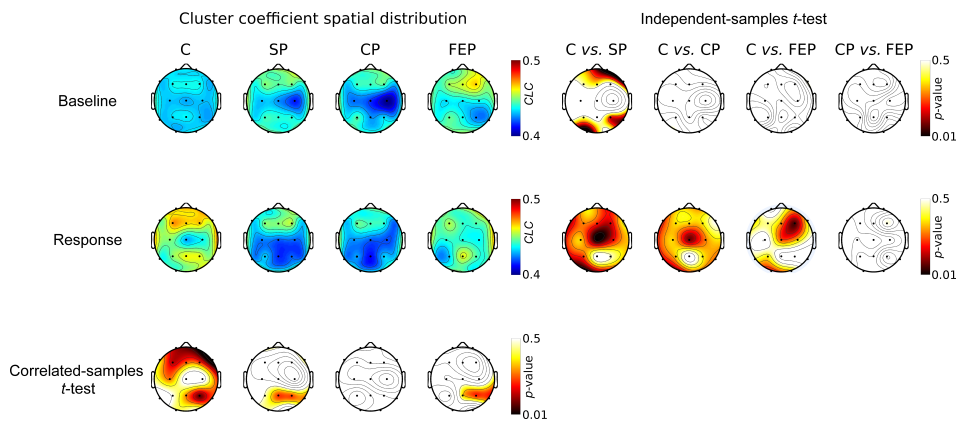 Cluster coefficient spatial distribution
Independent-samples t-test
C SP CP FEP
C vs. SP C vs. CP C vs. FEP CP vs. FEP
Baseline
0.5
CLC
0.4
0.5
p-value
0.01
Response
0.5
CLC
0.4
0.5
p-value
0.01
Correlated-samples
t-test
0.5
p-value
0.01